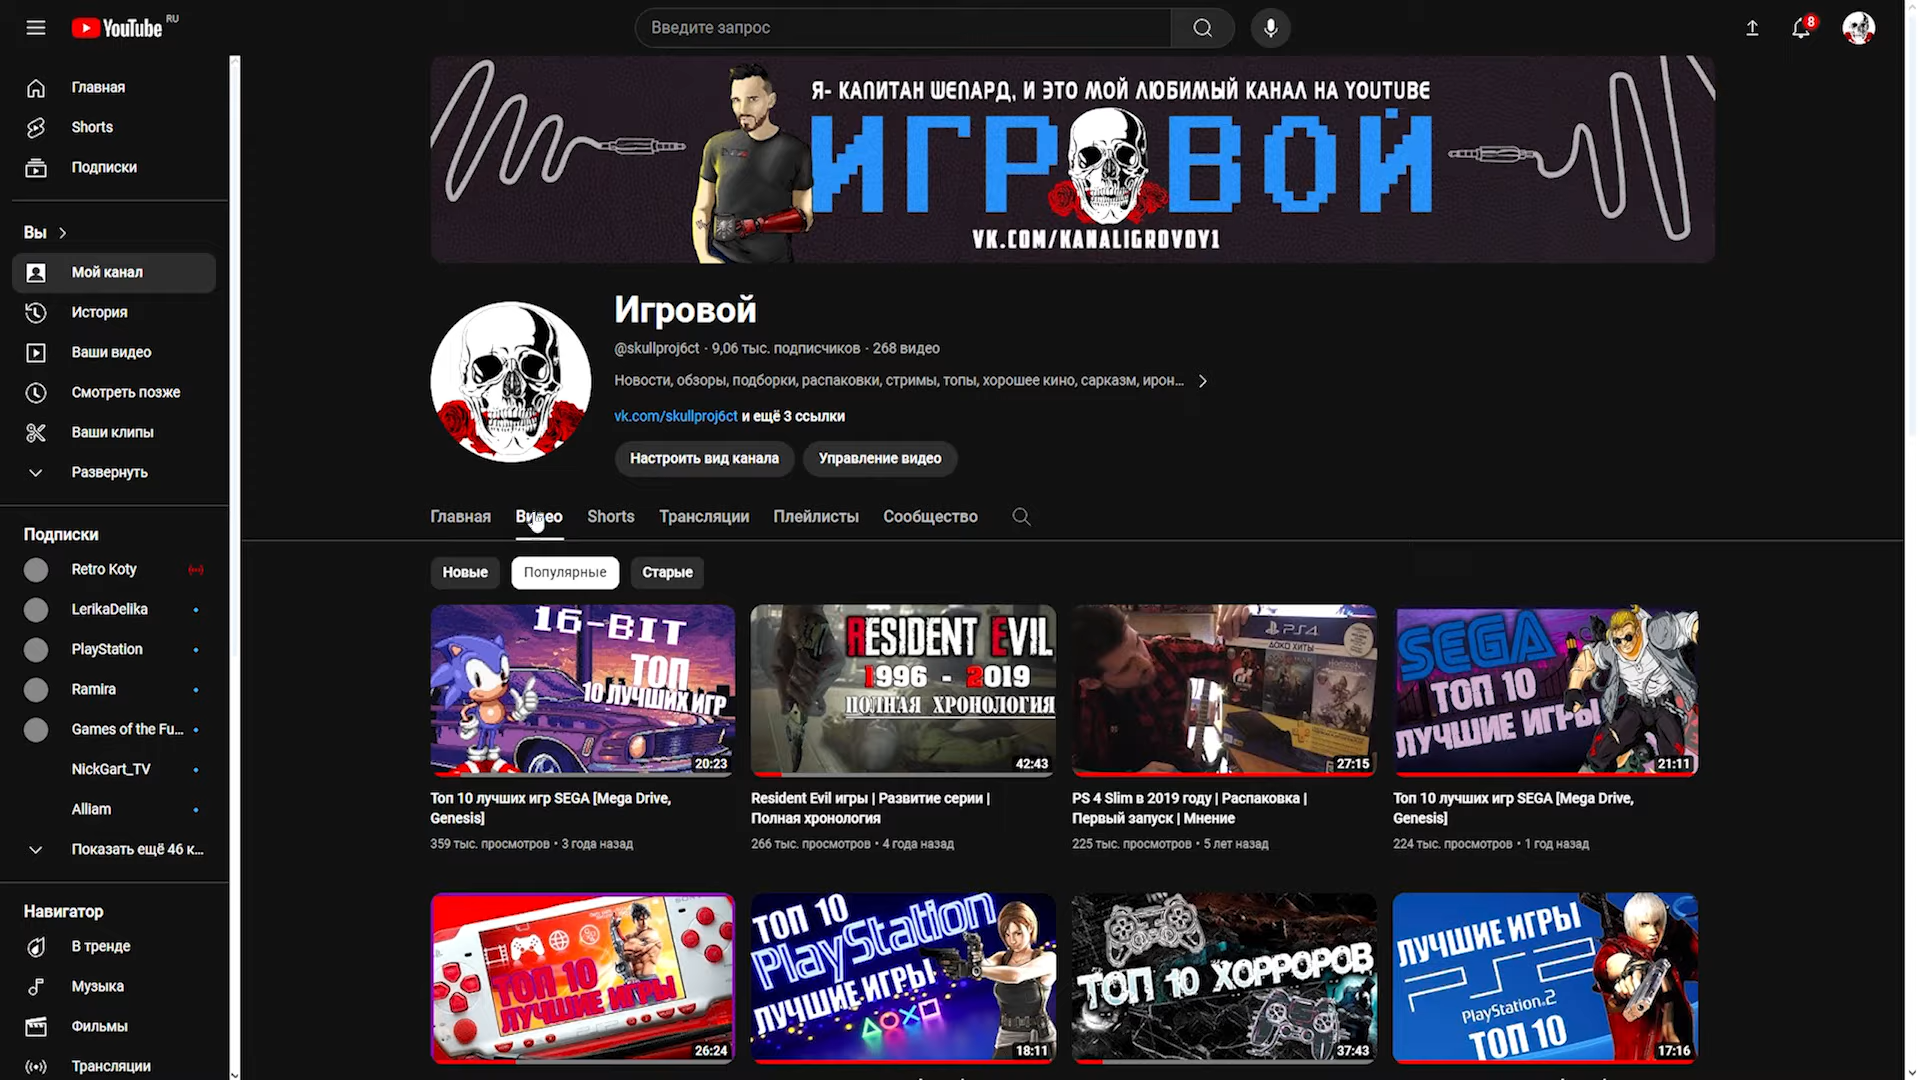 YouTube RU
Введите запрос
8
Главная
Shorts
Подписки
Вы
Мой канал
История
Ваши видео
Смотреть позже
Ваши клипы
Развернуть
Подписки
Retro Koty
LerikaDelika
PlayStation
Ramira
Games of the Fu...
NickGart_TV
Alliam
Показать ещё 46 к...
Навигатор
В тренде
Музыка
Фильмы
Трансляции
Я- КАПИТАН ШЕПАРД, И ЭТО МОЙ ЛЮБИМЫЙ КАНАЛ НА YOUTUBE
ИГР ВОЙ
VK.COM/KANALIGROVOY1
Игровой
@skullproj6ct · 9,06 тыс. подписчиков · 268 видео
Новости, обзоры, подборки, распаковки, стримы, топы, хорошее кино, сарказм, ирон...
vk.com/skullproj6ct и ещё 3 ссылки
Настроить вид канала Управление видео
Главная Видео Shorts Трансляции Плейлисты Сообщество
Новые Популярные Старые
16-BIT
ТОП
10 ЛУЧШИХ ИГР
20:23
Топ 10 лучших игр SEGA [Mega Drive,
Genesis]
359 тыс. просмотров • 3 года назад
RESIDENT EVIL
1996 - 2019
ПОЛНАЯ ХРОНОЛОГИЯ
42:43
Resident Evil игры | Развитие серии |
Полная хронология
266 тыс. просмотров • 4 года назад
PS4
27:15
PS 4 Slim в 2019 году | Распаковка |
Первый запуск | Мнение
225 тыс. просмотров • 5 лет назад
SEGA
ТОП 10
ЛУЧШИЕ ИГРЫ
21:11
Топ 10 лучших игр SEGA [Mega Drive,
Genesis]
224 тыс. просмотров • 1 год назад
ТОП 10
ЛУЧШИЕ ИГРЫ
26:24
ТОП 10
PlayStation
ЛУЧШИЕ ИГРЫ
18:11
ТОП 10 ХОРРОРОВ
37:43
ЛУЧШИЕ ИГРЫ
PS2
PlayStation.2
ТОП 10
17:16